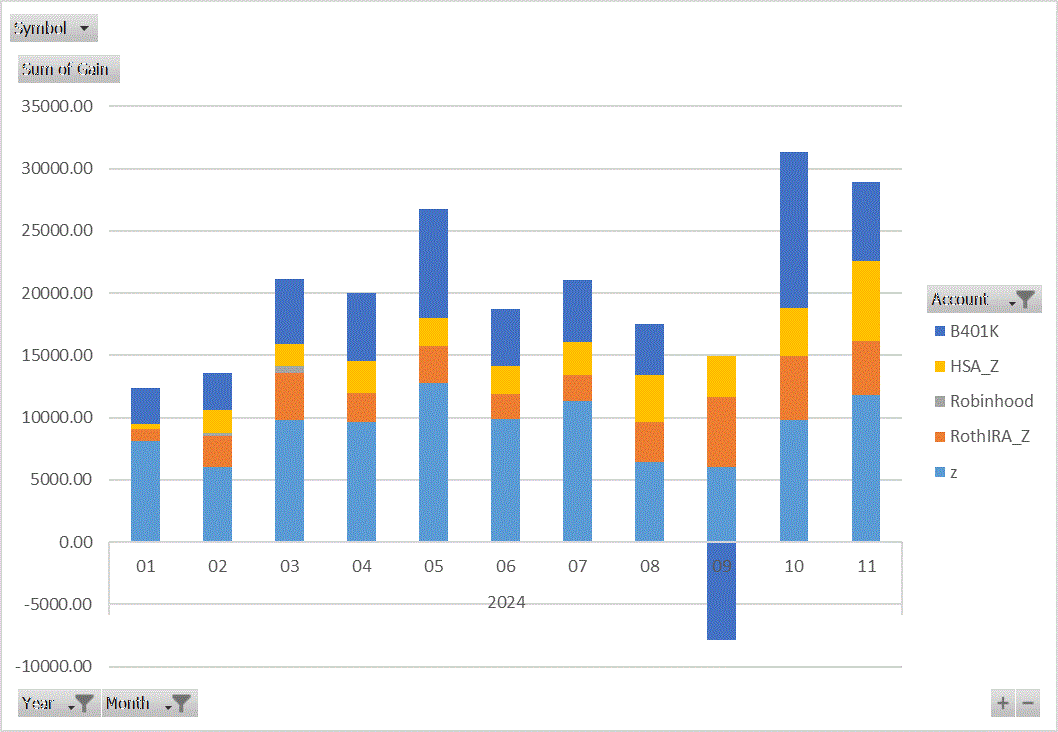 Symbol
Sum of Gain
35000.00
30000.00
25000.00
20000.00
15000.00
10000.00
5000.00
0.00
-5000.00
-10000.00
01 02 03 04 05 06 07 08 09 10 11
2024
Account
B401K
HSA_Z
Robinhood
RothIRA_Z
z
Year Month
+ −